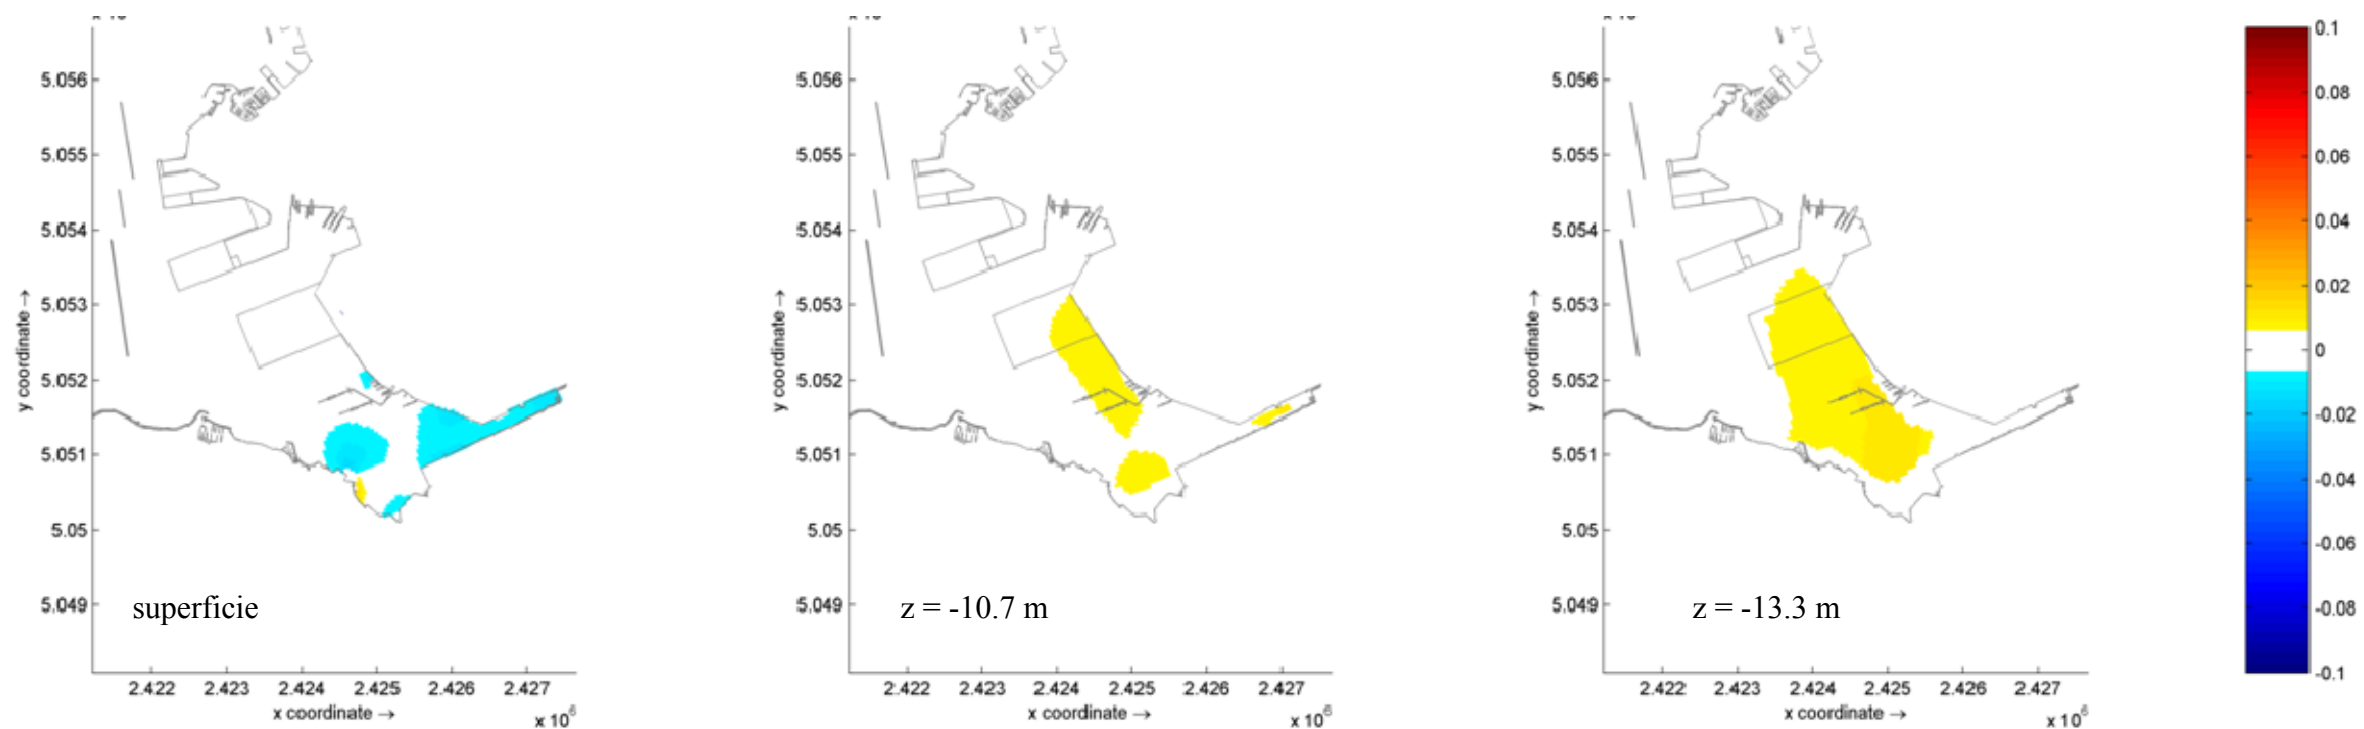 5.056
5.055
5.054
5.053
5.052
5.051
5.05
5.049
y coordinate →
superficie
2.422 2.423 2.424 2.425 2.426 2.427
x coordinate →
x 10⁶
5.056
5.055
5.054
5.053
5.052
5.051
5.05
5.049
y coordinate →
z = -10.7 m
2.422 2.423 2.424 2.425 2.426 2.427
x coordinate →
x 10⁶
5.056
5.055
5.054
5.053
5.052
5.051
5.05
5.049
y coordinate →
z = -13.3 m
2.422 2.423 2.424 2.425 2.426 2.427
x coordinate →
x 10⁶
0.1
0.08
0.06
0.04
0.02
0
-0.02
-0.04
-0.06
-0.08
-0.1